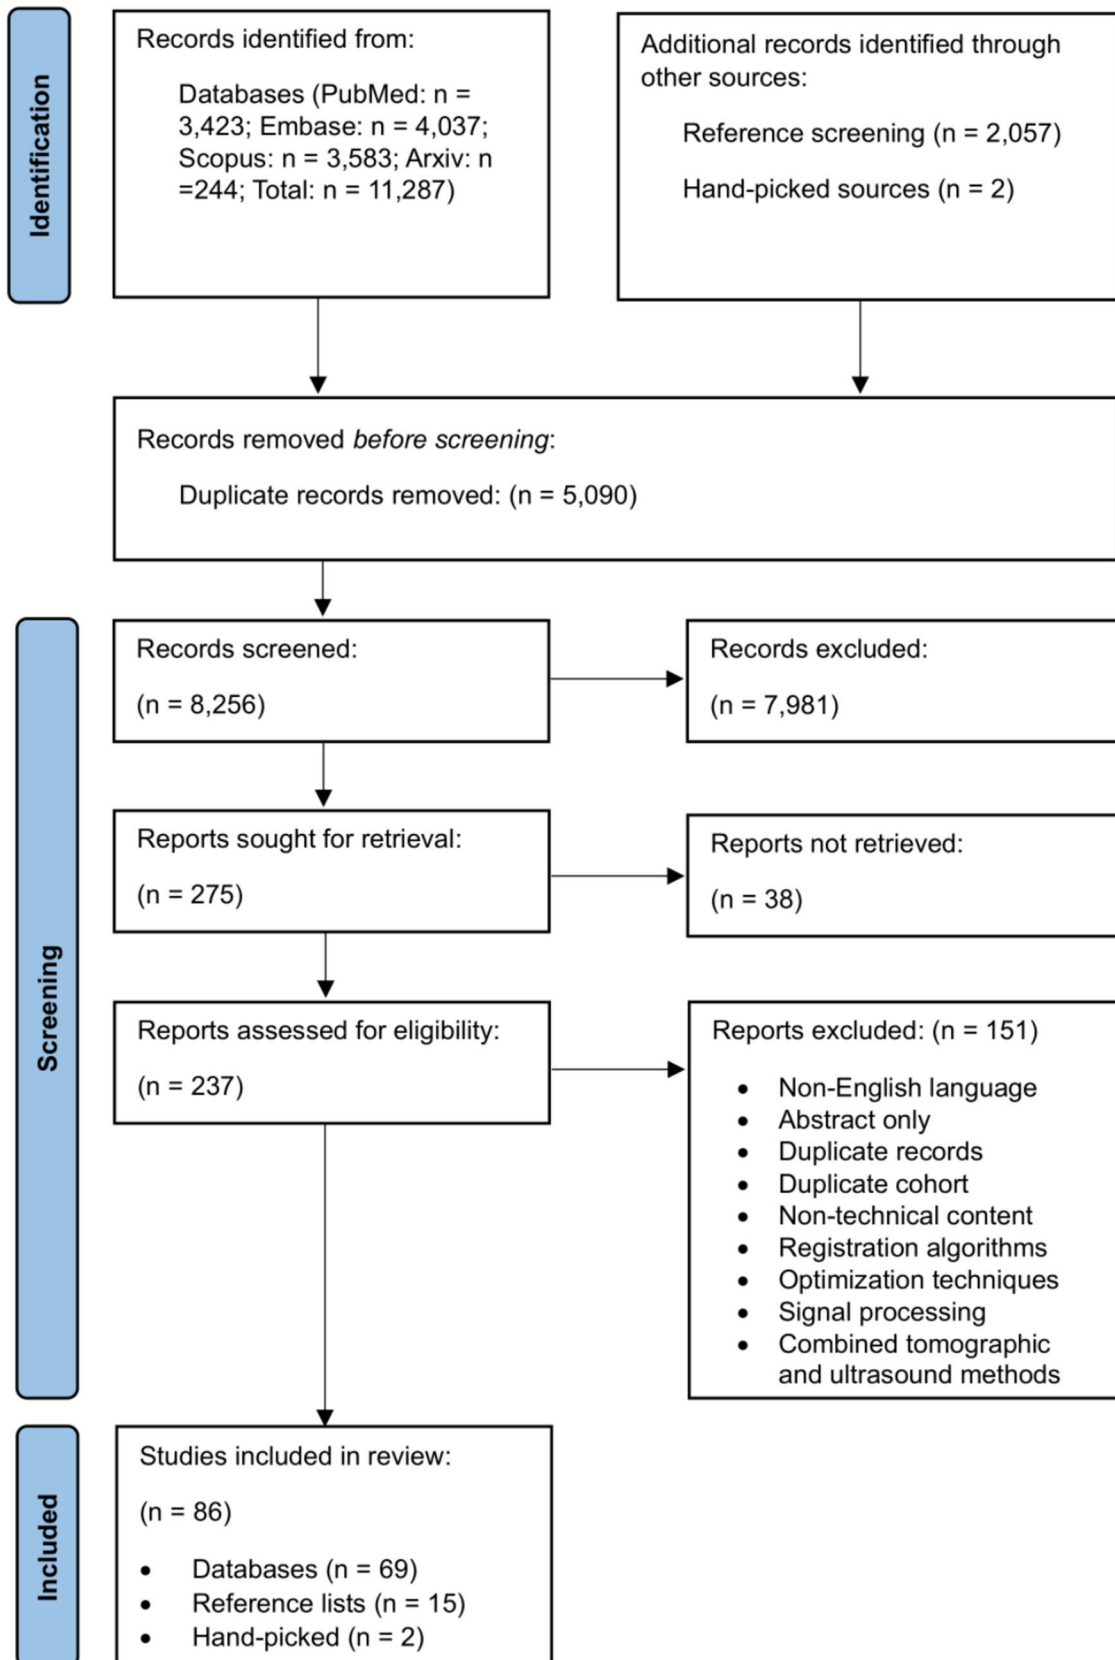 Identification
Records identified from:
Databases (PubMed: n =
3,423; Embase: n = 4,037;
Scopus: n = 3,583; Arxiv: n
=244; Total: n = 11,287)
Additional records identified through
other sources:
Reference screening (n = 2,057)
Hand-picked sources (n = 2)
Records removed before screening:
Duplicate records removed: (n = 5,090)
Screening
Records screened:
(n = 8,256)
Records excluded:
(n = 7,981)
Reports sought for retrieval:
(n = 275)
Reports not retrieved:
(n = 38)
Reports assessed for eligibility:
(n = 237)
Reports excluded: (n = 151)
• Non-English language
• Abstract only
• Duplicate records
• Duplicate cohort
• Non-technical content
• Registration algorithms
• Optimization techniques
• Signal processing
• Combined tomographic
and ultrasound methods
Included
Studies included in review:
(n = 86)
• Databases (n = 69)
• Reference lists (n = 15)
• Hand-picked (n = 2)